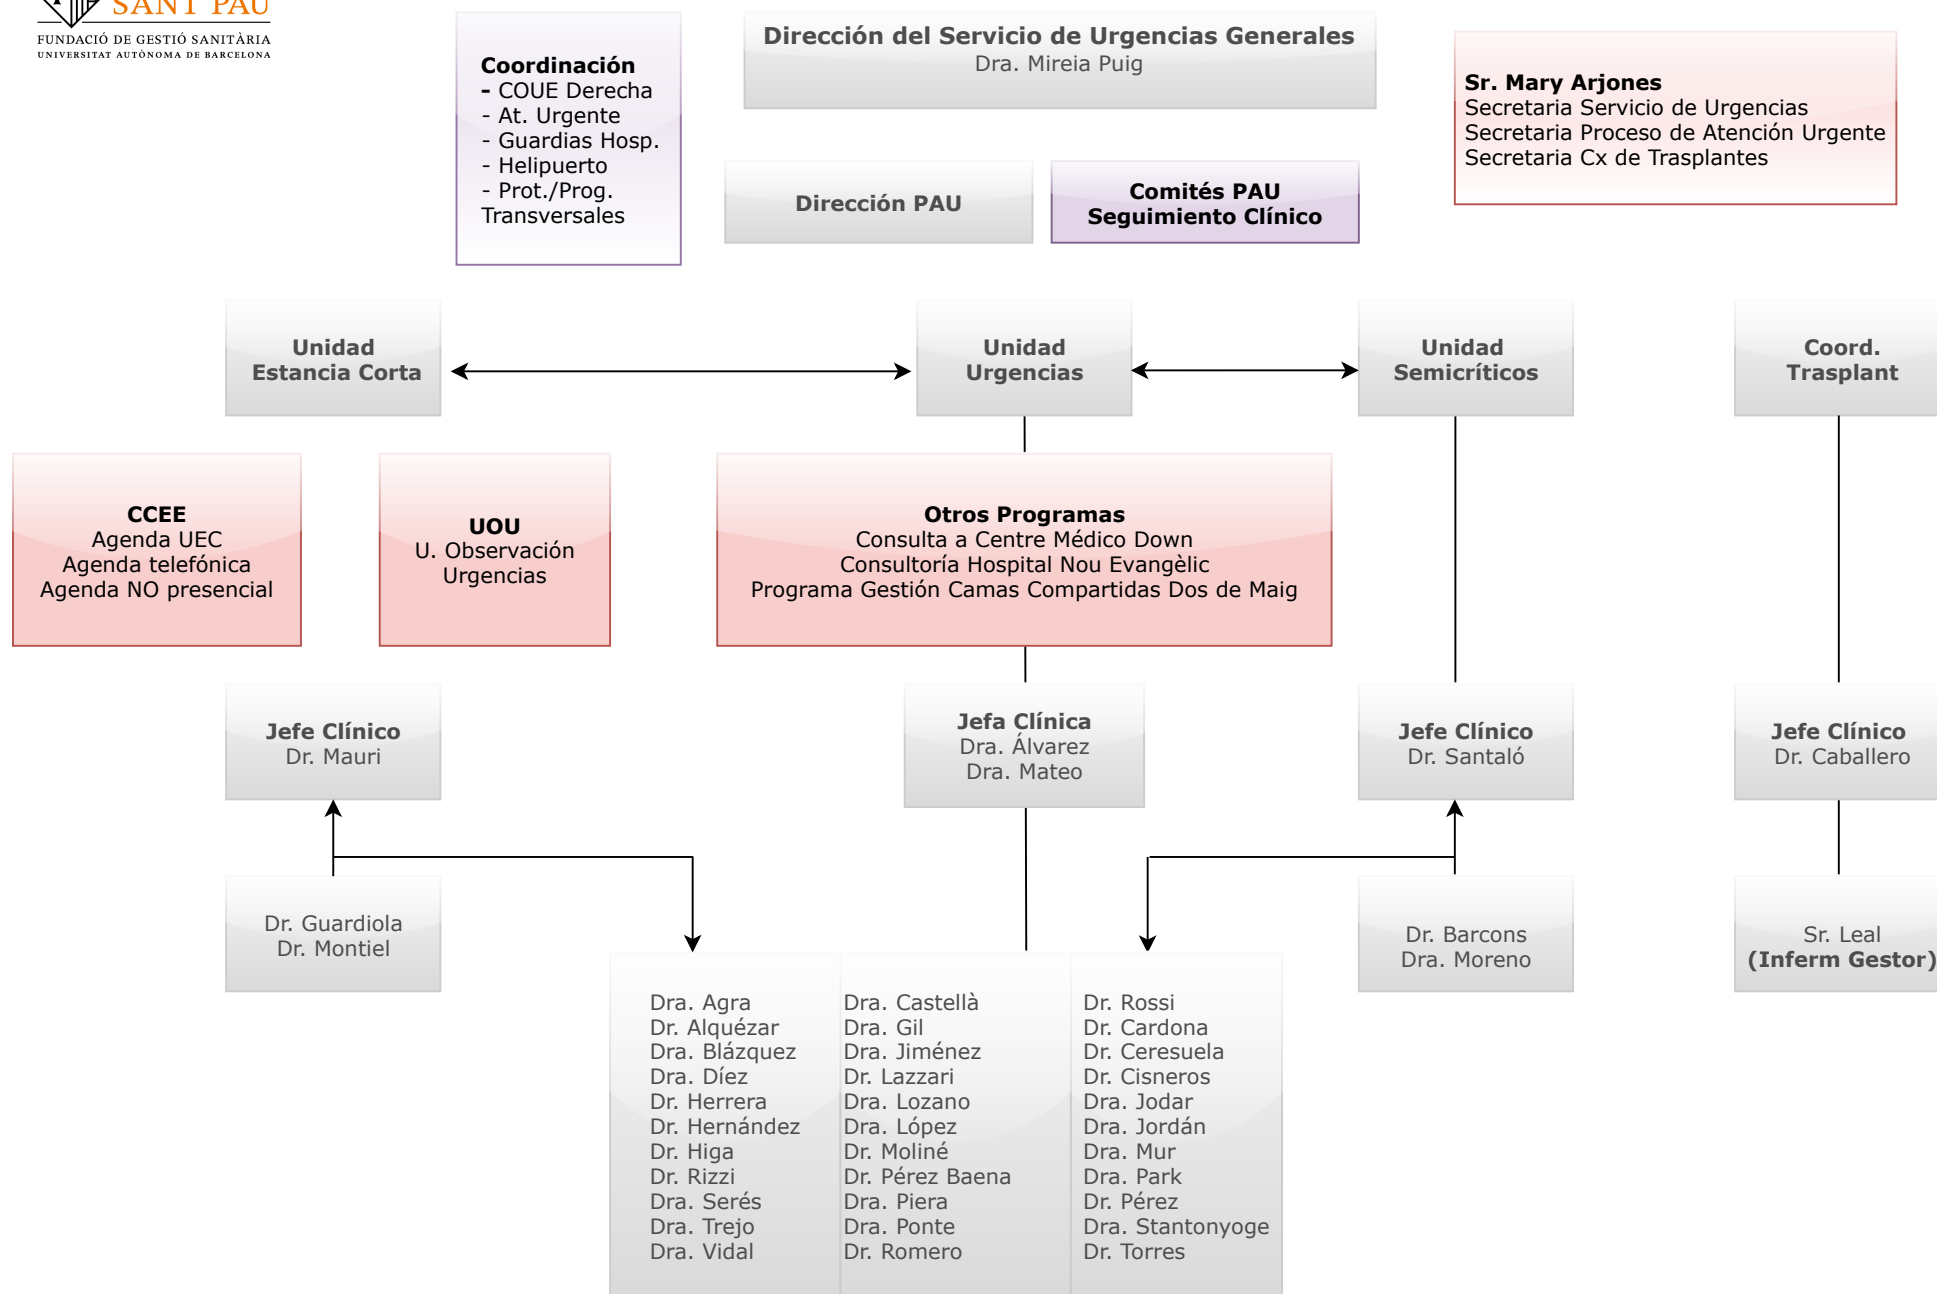 SANT PAU
FUNDACIÓ DE GESTIÓ SANITÀRIA
UNIVERSITAT AUTÒNOMA DE BARCELONA
Coordinación
- COUE Derecha
- At. Urgente
- Guardias Hosp.
- Helipuerto
- Prot./Prog.
Transversales
Dirección del Servicio de Urgencias Generales
Dra. Mireia Puig
Dirección PAU
Comités PAU
Seguimiento Clínico
Sr. Mary Arjones
Secretaria Servicio de Urgencias
Secretaria Proceso de Atención Urgente
Secretaria Cx de Trasplantes
Unidad
Estancia Corta
Unidad
Urgencias
Unidad
Semicríticos
Coord.
Trasplant
CCEE
Agenda UEC
Agenda telefónica
Agenda NO presencial
UOU
U. Observación
Urgencias
Otros Programas
Consulta a Centre Médico Down
Consultoría Hospital Nou Evangèlic
Programa Gestión Camas Compartidas Dos de Maig
Jefe Clínico
Dr. Mauri
Jefa Clínica
Dra. Álvarez
Dra. Mateo
Jefe Clínico
Dr. Santaló
Jefe Clínico
Dr. Caballero
Dr. Guardiola
Dr. Montiel
Dr. Barcons
Dra. Moreno
Sr. Leal
(Inferm Gestor)
Dra. Agra
Dr. Alquézar
Dra. Blázquez
Dra. Díez
Dr. Herrera
Dr. Hernández
Dr. Higa
Dr. Rizzi
Dra. Serés
Dra. Trejo
Dra. Vidal
Dra. Castellà
Dra. Gil
Dra. Jiménez
Dr. Lazzari
Dra. Lozano
Dra. López
Dr. Moliné
Dr. Pérez Baena
Dra. Piera
Dra. Ponte
Dr. Romero
Dr. Rossi
Dr. Cardona
Dr. Ceresuela
Dr. Cisneros
Dra. Jodar
Dra. Jordán
Dra. Mur
Dra. Park
Dr. Pérez
Dra. Stantonyoge
Dr. Torres